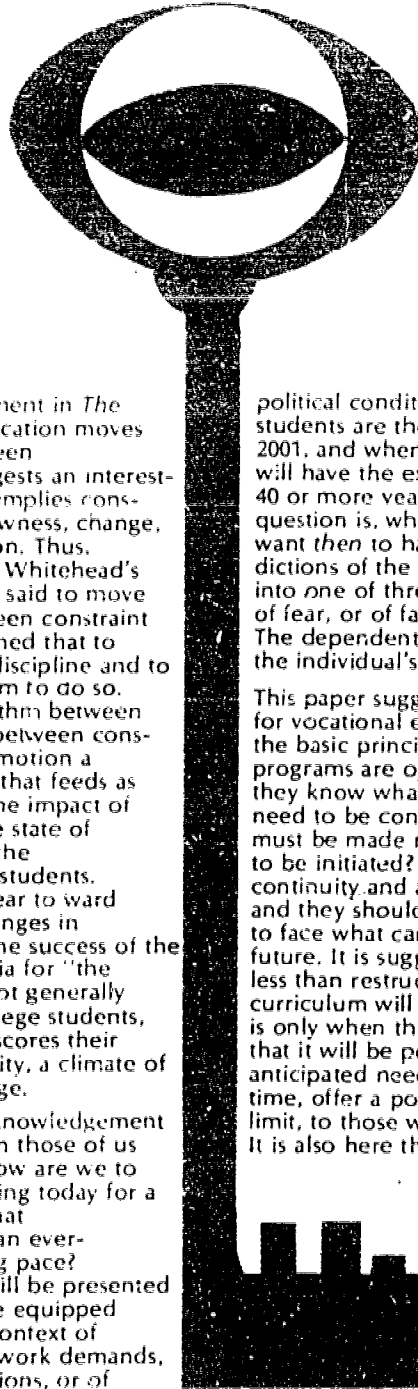 ment in The
cation moves
een
gests an interest-
mplies cons-
wness, change,
on. Thus,
Whitehead's
said to move
een constraint
ned that to
discipline and to
m to do so.
thm between
between cons-
motion a
that feeds as
he impact of
e state of
he
students.
ear to ward
nges in
he success of the
ia for "the
ot generally
lege students,
scores their
ity, a climate of
ge.
nowledgement
n those of us
ow are we to
ing today for a
hat
an ever-
g pace?
ill be presented
e equipped
ontext of
work demands,
ions, or of
political condit
students are the
2001, and wher
will have the ex
40 or more yea
question is, wh
want then to ha
dictions of the
into one of thre
of fear, or of fa
The dependent
the individual's
This paper sugg
for vocational e
the basic princi
programs are o
they know wha
need to be con
must be made r
to be initiated?
continuity and a
and they should
to face what car
future. It is sugg
less than restruc
curriculum will
is only when th
that it will be po
anticipated nee
time, offer a po
limit, to those w
It is also here th